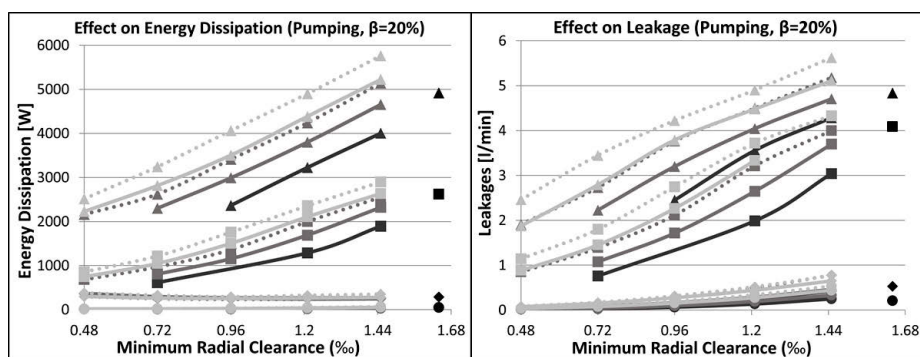 Effect on Energy Dissipation (Pumping, β=20%)
6000
5000
4000
3000
2000
1000
0
Energy Dissipation [W]
0.48 0.72 0.96 1.2 1.44 1.68
Minimum Radial Clearance (‰)
Effect on Leakage (Pumping, β=20%)
6
5
4
3
2
1
0
Leakages [l/min]
0.48 0.72 0.96 1.2 1.44 1.68
Minimum Radial Clearance (‰)